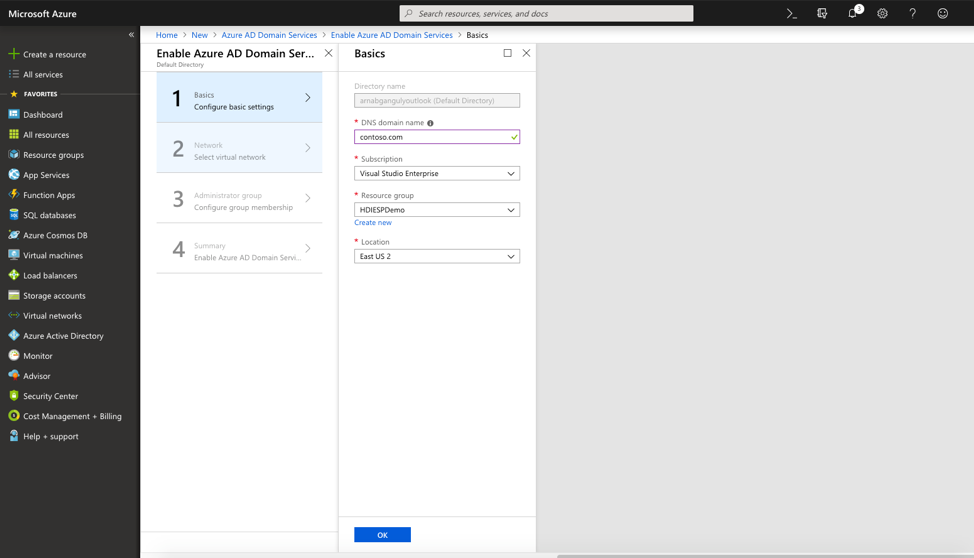 Microsoft Azure
Search resources, services, and docs
3
Home > New > Azure AD Domain Services > Enable Azure AD Domain Services > Basics
Create a resource
All services
FAVORITES
Dashboard
All resources
Resource groups
App Services
Function Apps
SQL databases
Azure Cosmos DB
Virtual machines
Load balancers
Storage accounts
Virtual networks
Azure Active Directory
Monitor
Advisor
Security Center
Cost Management + Billing
Help + support
Enable Azure AD Domain Ser...
Default Directory
1
Basics
Configure basic settings
2
Network
Select virtual network
3
Administrator group
Configure group membership
4
Summary
Enable Azure AD Domain Servi...
Basics
Directory name
arnabgangulyoutlook (Default Directory)
* DNS domain name
contoso.com
* Subscription
Visual Studio Enterprise
* Resource group
HDIESPDemo
Create new
* Location
East US 2
OK